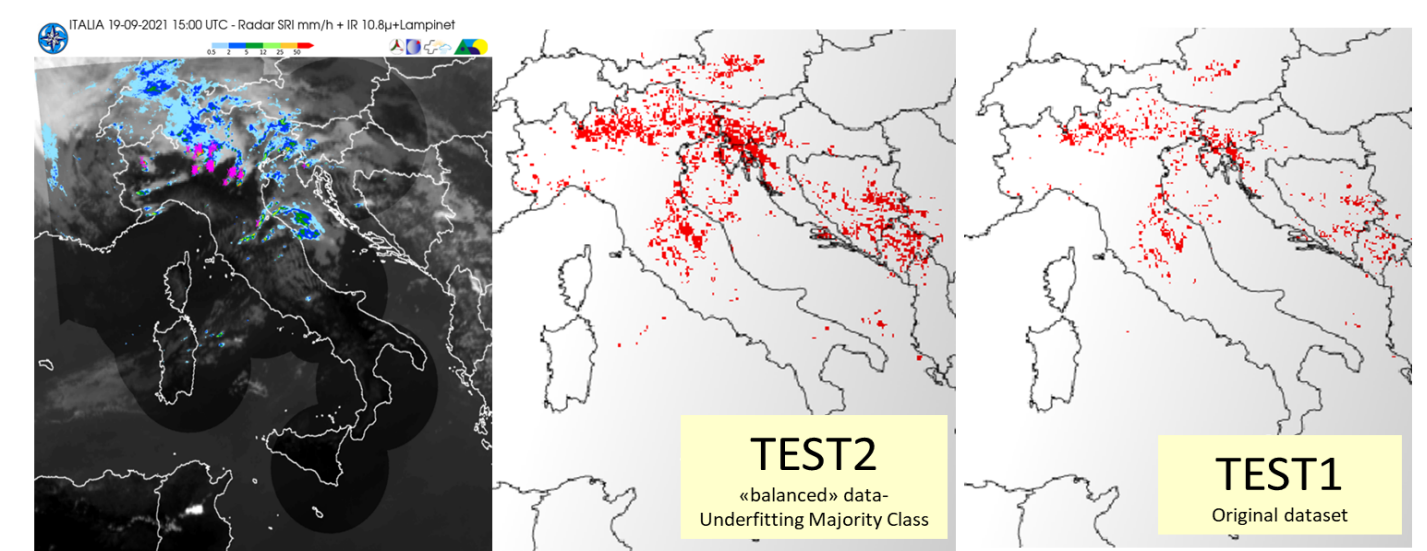 ITALIA 19-09-2021 15:00 UTC - Radar SRI mm/h + IR 10.8µ+Lampinet
0.5 2 5 12 25 50
TEST2
«balanced» data-
Underfitting Majority Class
TEST1
Original dataset